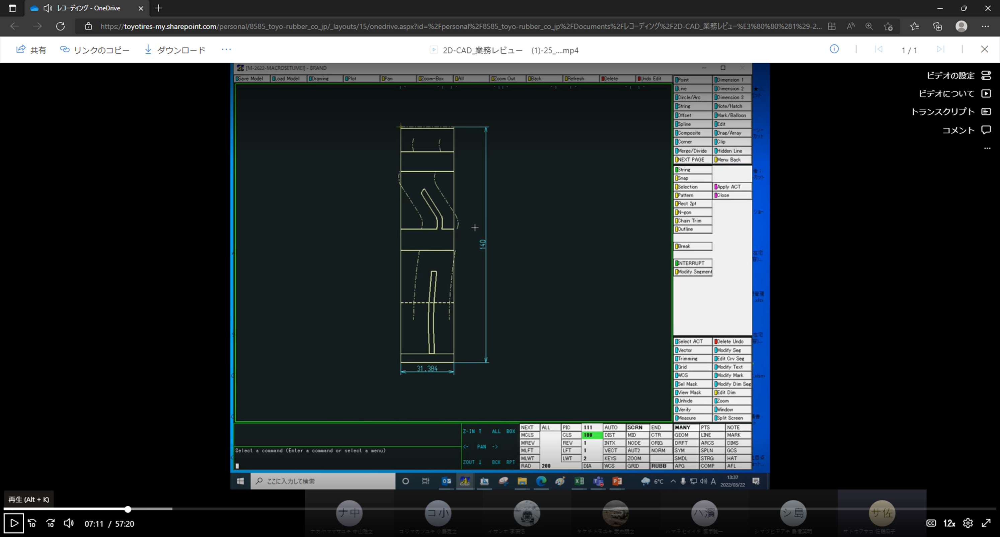 レコーディング - OneDrive
https://toyotires-my.sharepoint.com/personal/8585_toyo-rubber_co_jp/_layouts/15/onedrive.aspx?id=%2Fpersonal%2F8585_toyo-rubber_co_jp%2FDocuments%2Fレコーディング%2F2D-CAD_業務レビュー%E3%80%80%281%29-2...
共有 リンクのコピー ダウンロード ··· 2D-CAD_業務レビュー (1)-25_....mp4 1 / 1
ビデオの設定
ビデオについて
トランスクリプト
コメント
[M-2622-MACROSETUMEI] - BRAND
Save Model Load Model Drawing Plot Pan Zoom-Box All Zoom Out Back Refresh Delete Undo Edit
Point Dimension 1
Line Dimension 2
Circle/Arc Dimension 3
String Note/Hatch
Offset Mark/Balloon
Spline Edit
Composite Drag/Array
Corner Clip
Merge/Divide Hidden Line
NEXT PAGE Menu Back
String
Snap
Selection Apply ACT
Pattern Close
Rect 2pt
N-gon
Chain Trim
Outline
Break
INTERRUPT
Modify Segment
140
31.384
Select ACT Delete Undo
Vector Modify Seg
Trimming Edit Crv Seg
Grid Modify Text
WCS Modify Mark
Sel Mask Modify Dim Seg
View Mask Edit Dim
Unhide Zoom
Verify Window
Measure Split Screen
Z-IN ↑ ALL BOX
<- PAN ->
ZOUT ↓ BCK RPT
Select a command (Enter a command or select a menu)
NEXT ALL PIC 111 AUTO SCRN END MANY PTS NOTE
MCLS CLS 100 DIST MID CTR GEOM LINE MARK
MREV REV 1 INTX NODE ORIG DRFT ARCS DIMS
MLFT LFT 1 VECT AUT2 NORM SYM SPLN GCS
MLWT LWT 2 KEYS ZOOM SMDL STRG HAT
RAD 200 DIA WCS GRID RUBB APG COMP AFL
ここに入力して検索
6°C A 13:37
2022/03/22
再生 (Alt + K)
ナ中 コ小 ハ濱 シ島 サ佐
07:11 / 57:20
CC 1.2x